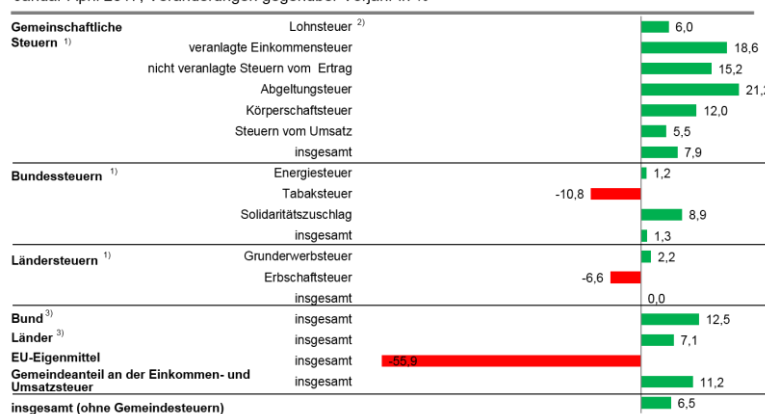 Gemeinschaftliche Lohnsteuer 2) 6,0
Steuern 1)
veranlagte Einkommensteuer 18,6
nicht veranlagte Steuern vom Ertrag 15,2
Abgeltungsteuer
Körperschaftsteuer 12,0
Steuern vom Umsatz 5,5
insgesamt 7,9
Bundessteuern 1) Energiesteuer 1,2
Tabaksteuer -10,8
Solidaritätszuschlag 8,9
insgesamt 1,3
Ländersteuern 1) Grunderwerbsteuer 2,2
Erbschaftsteuer -6,6
insgesamt 0,0
Bund 3) insgesamt 12,5
Länder 3) insgesamt 7,1
EU-Eigenmittel insgesamt -55,9
Gemeindeanteil an der Einkommen- und
Umsatzsteuer insgesamt 11,2
insgesamt (ohne Gemeindesteuern) 6,5